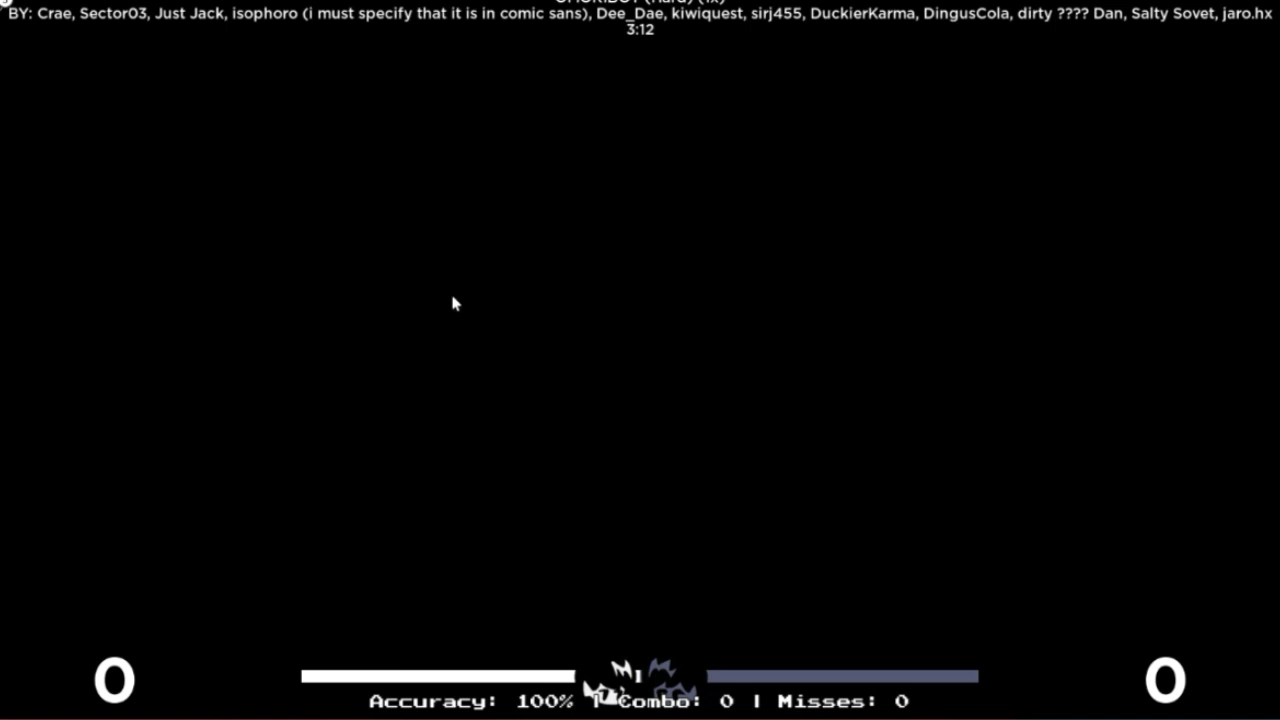 BY: Crae, Sector03, Just Jack, isophoro (i must specify that it is in comic sans), Dee_Dae, kiwiquest, sirj455, DuckierKarma, DingusCola, dirty ???? Dan, Salty Sovet, jaro.hx
3:12
0
0
Accuracy: 100% | Combo: 0 | Misses: 0